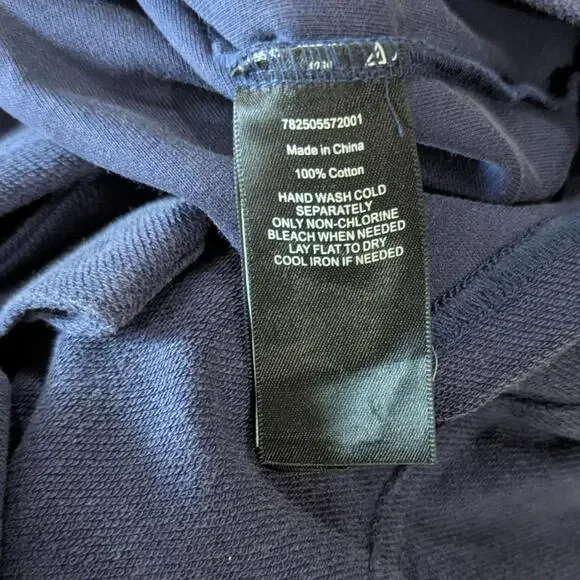 782505572001
Made in China
100% Cotton
HAND WASH COLD
SEPARATELY
ONLY NON-CHLORINE
BLEACH WHEN NEEDED
LAY FLAT TO DRY
COOL IRON IF NEEDED